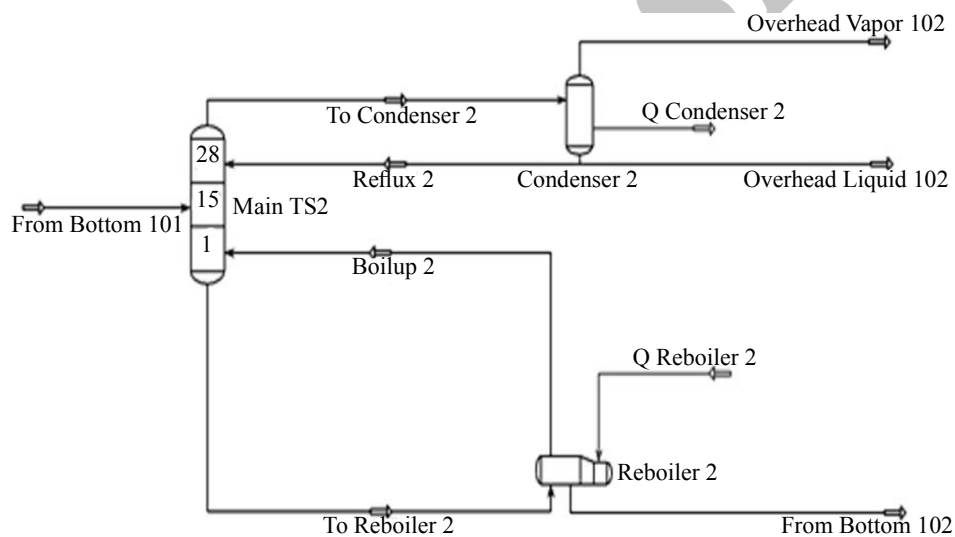 Overhead Vapor 102
To Condenser 2
Q Condenser 2
28
Reflux 2
Condenser 2
Overhead Liquid 102
15
Main TS2
From Bottom 101
1
Boilup 2
Q Reboiler 2
Reboiler 2
To Reboiler 2
From Bottom 102